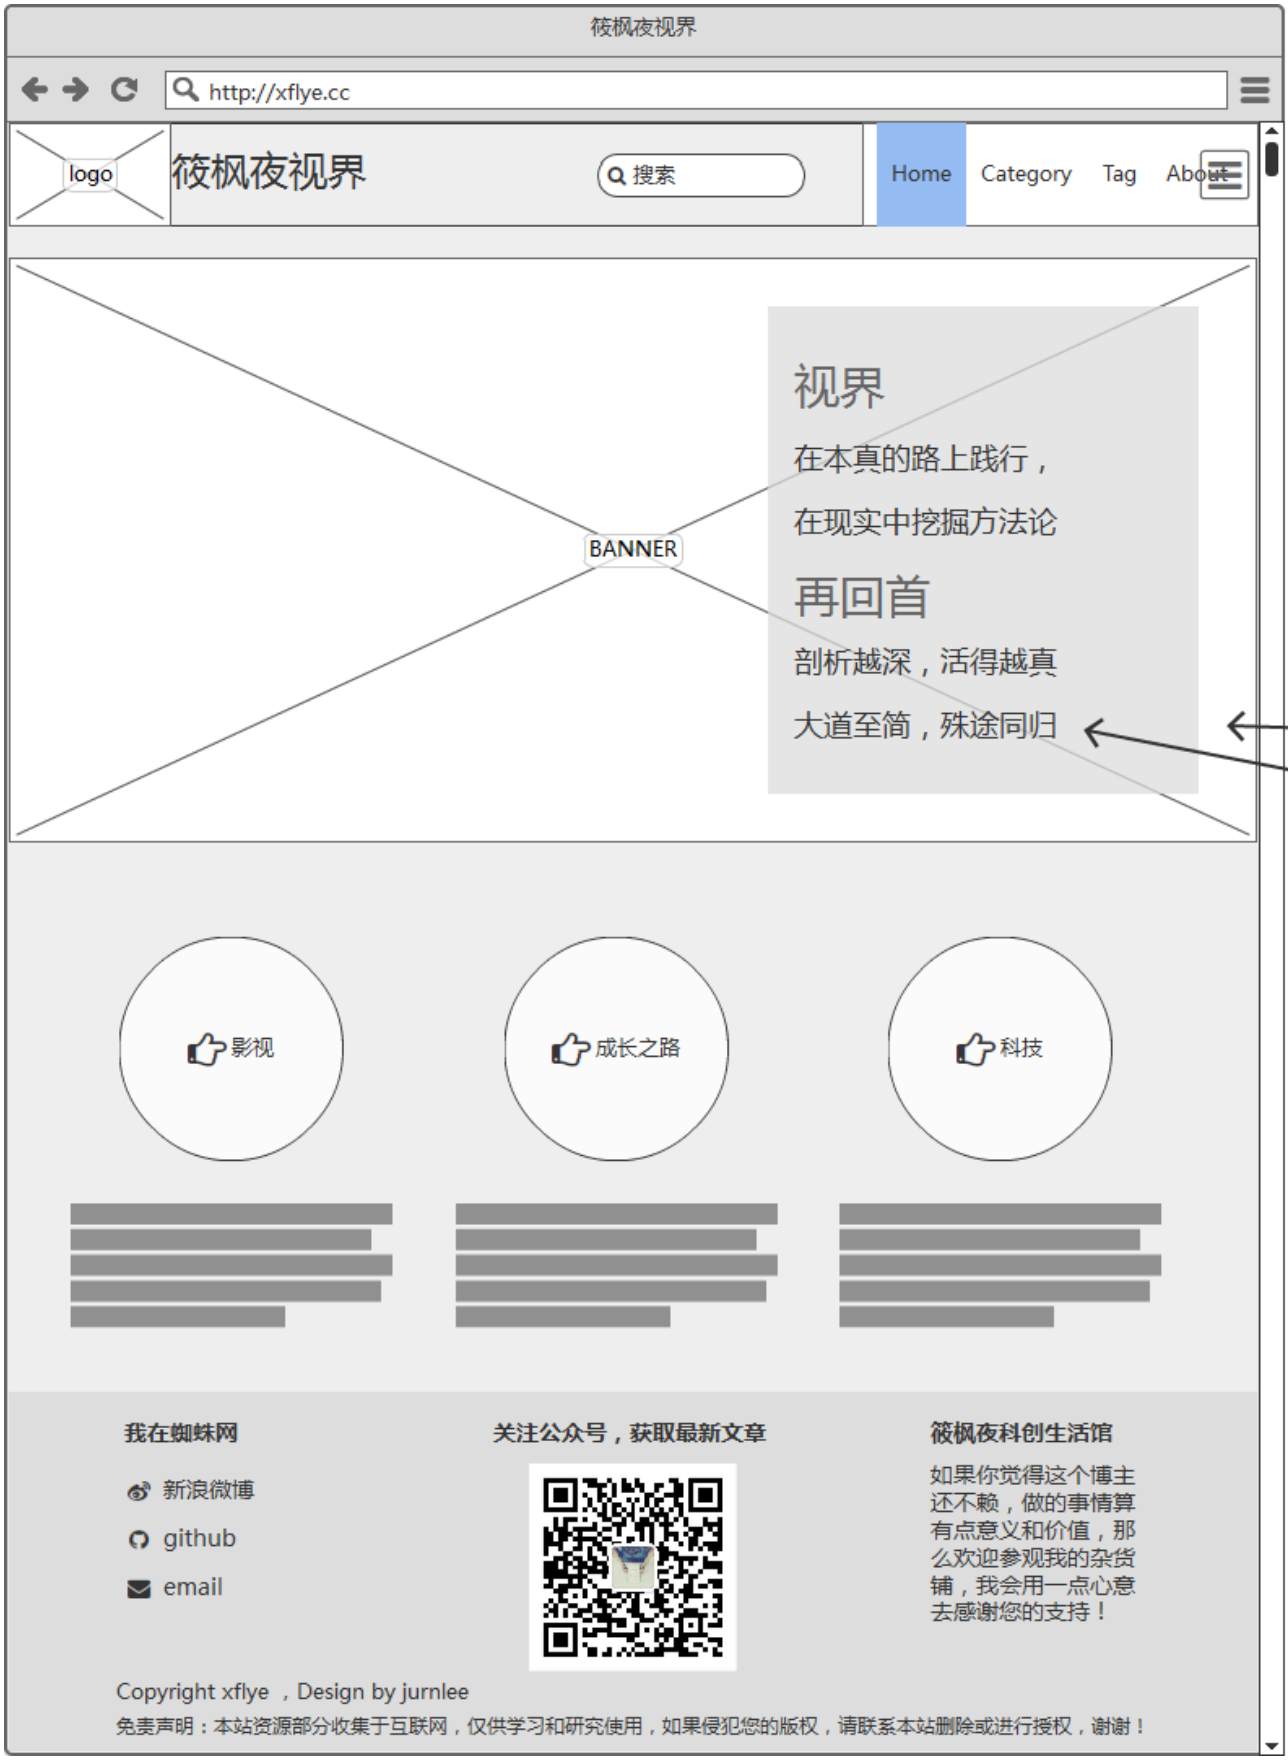 筱枫夜视界
http://xflye.cc
logo
筱枫夜视界
搜索
Home
Category
Tag
About
视界
在本真的路上践行，
在现实中挖掘方法论
BANNER
再回首
剖析越深，活得越真
大道至简，殊途同归
影视
成长之路
科技
我在蜘蛛网
新浪微博
github
email
关注公众号，获取最新文章
筱枫夜科创生活馆
如果你觉得这个博主
还不赖，做的事情算
有点意义和价值，那
么欢迎参观我的杂货
铺，我会用一点心意
去感谢您的支持！
Copyright xflye ，Design by jurnlee
免责声明：本站资源部分收集于互联网，仅供学习和研究使用，如果侵犯您的版权，请联系本站删除或进行授权，谢谢！